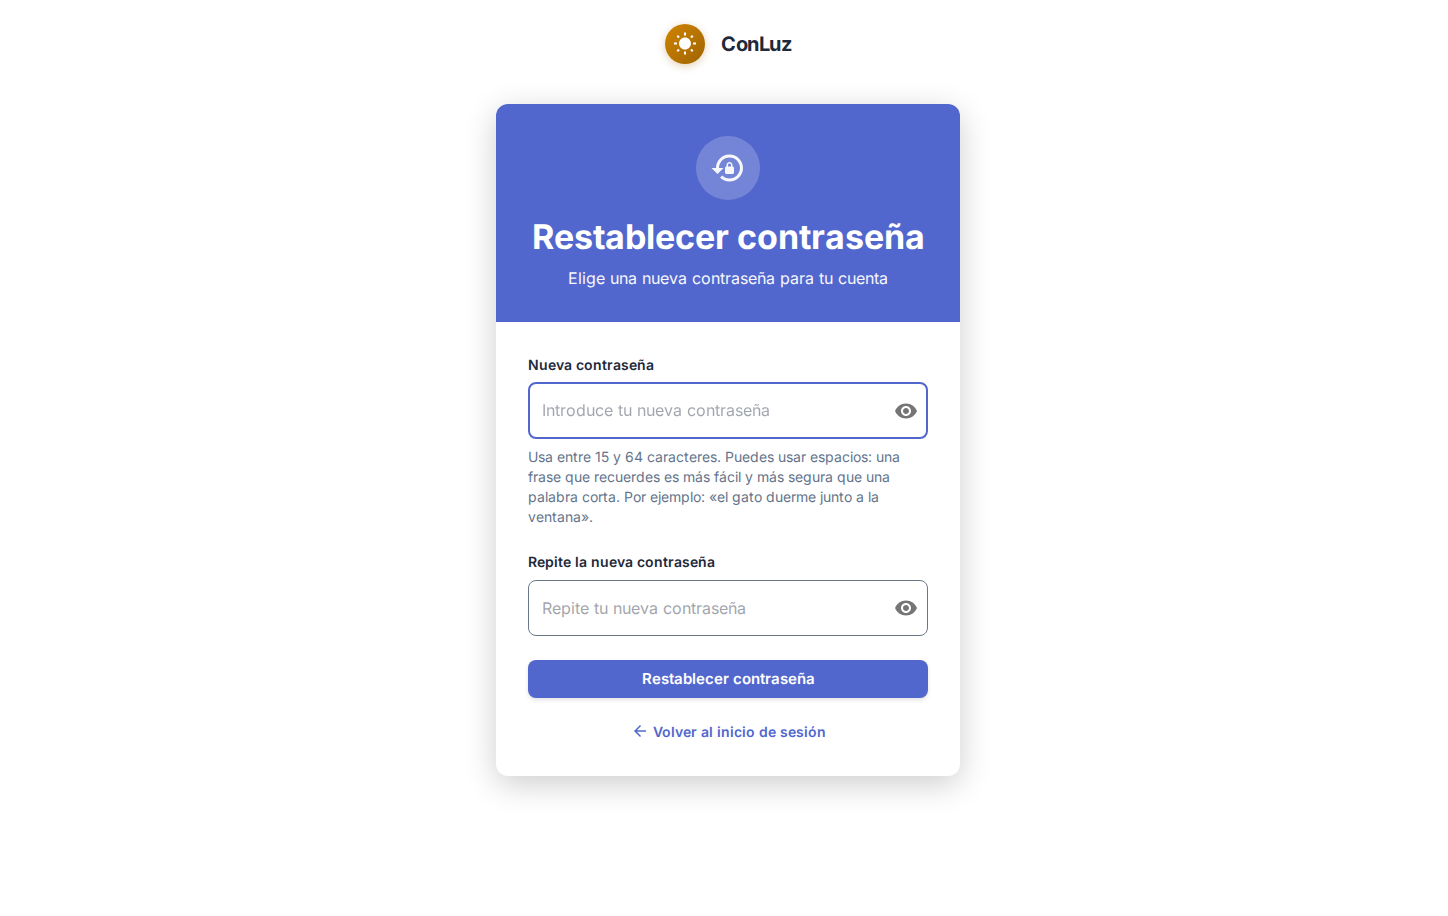 ConLuz
Restablecer contraseña
Elige una nueva contraseña para tu cuenta
Nueva contraseña
Introduce tu nueva contraseña
Usa entre 15 y 64 caracteres. Puedes usar espacios: una
frase que recuerdes es más fácil y más segura que una
palabra corta. Por ejemplo: «el gato duerme junto a la
ventana».
Repite la nueva contraseña
Repite tu nueva contraseña
Restablecer contraseña
Volver al inicio de sesión